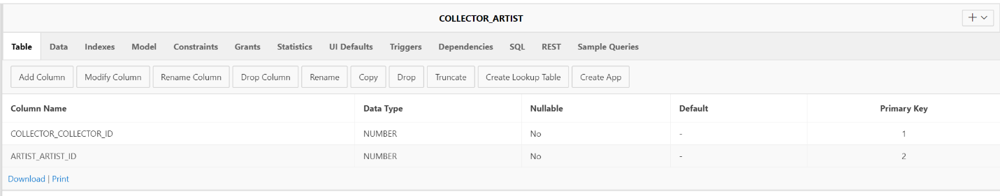 COLLECTOR_ARTIST
Table Data Indexes Model Constraints Grants Statistics UI Defaults Triggers Dependencies SQL REST Sample Queries
Add Column Modify Column Rename Column Drop Column Rename Copy Drop Truncate Create Lookup Table Create App
Column Name Data Type Nullable Default Primary Key
COLLECTOR_COLLECTOR_ID NUMBER No - 1
ARTIST_ARTIST_ID NUMBER No - 2
Download | Print